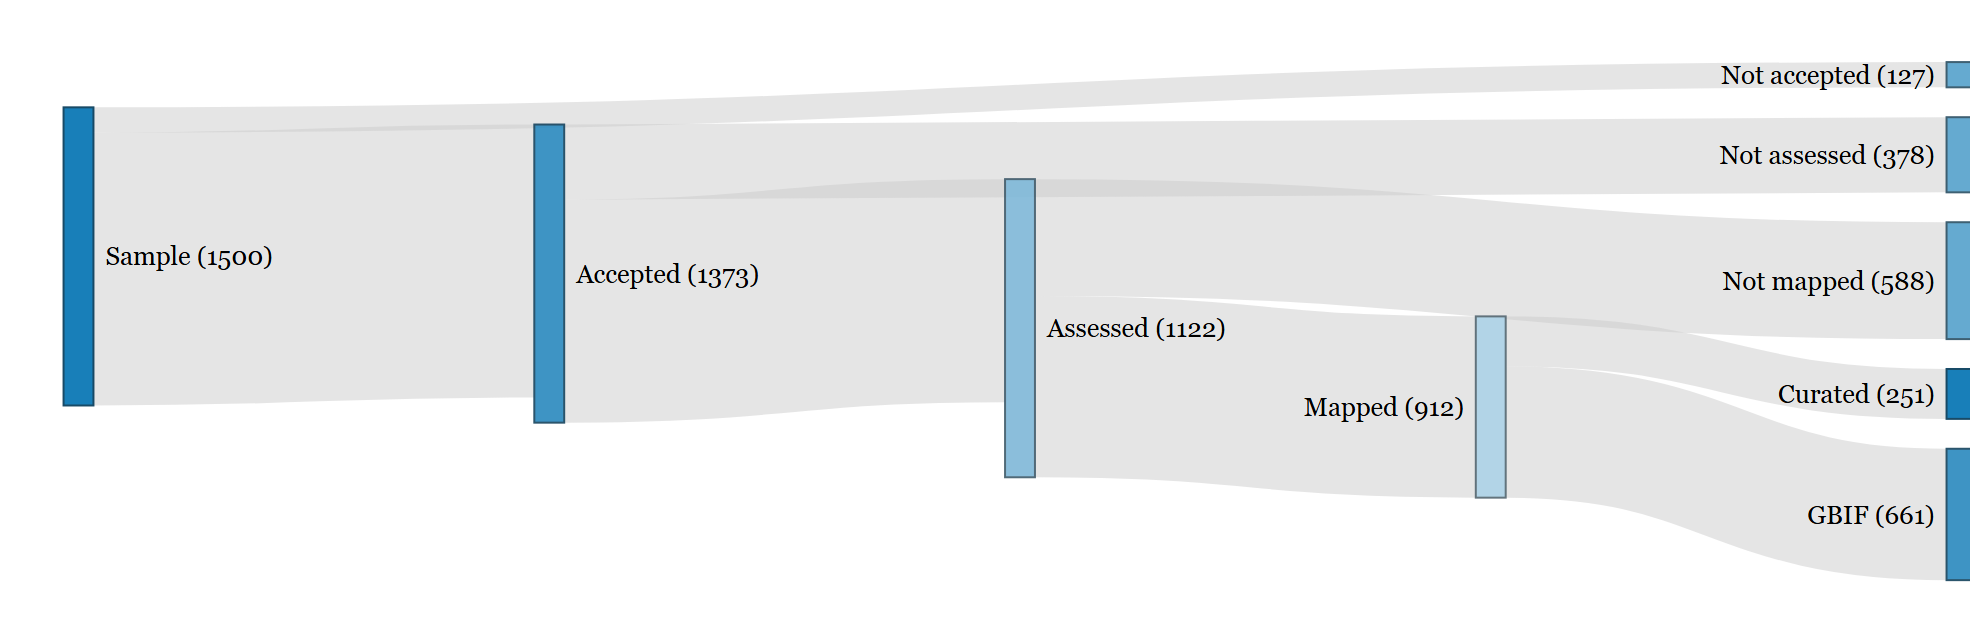 Not accepted (127)
Not assessed (378)
Sample (1500)
Accepted (1373)
Not mapped (588)
Assessed (1122)
Curated (251)
Mapped (912)
GBIF (661)